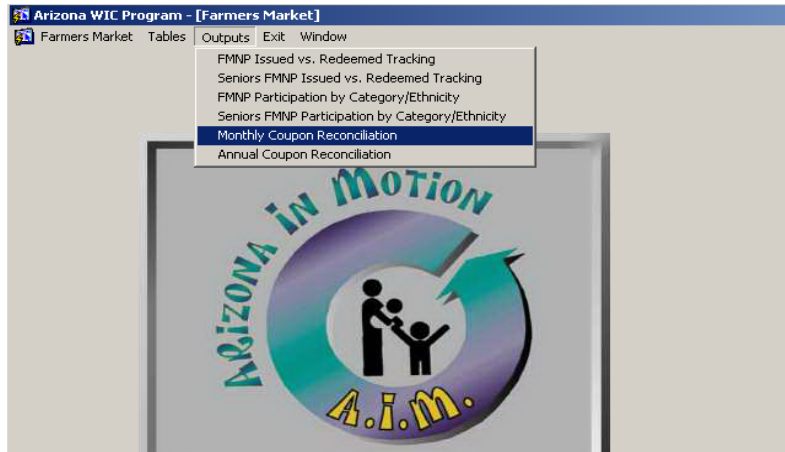 Arizona WIC Program - [Farmers Market]
Farmers Market Tables Outputs Exit Window
FMNP Issued vs. Redeemed Tracking
Seniors FMNP Issued vs. Redeemed Tracking
FMNP Participation by Category/Ethnicity
Seniors FMNP Participation by Category/Ethnicity
Monthly Coupon Reconciliation
Annual Coupon Reconciliation
ARiZONA iN MOTiON
A.i.M.